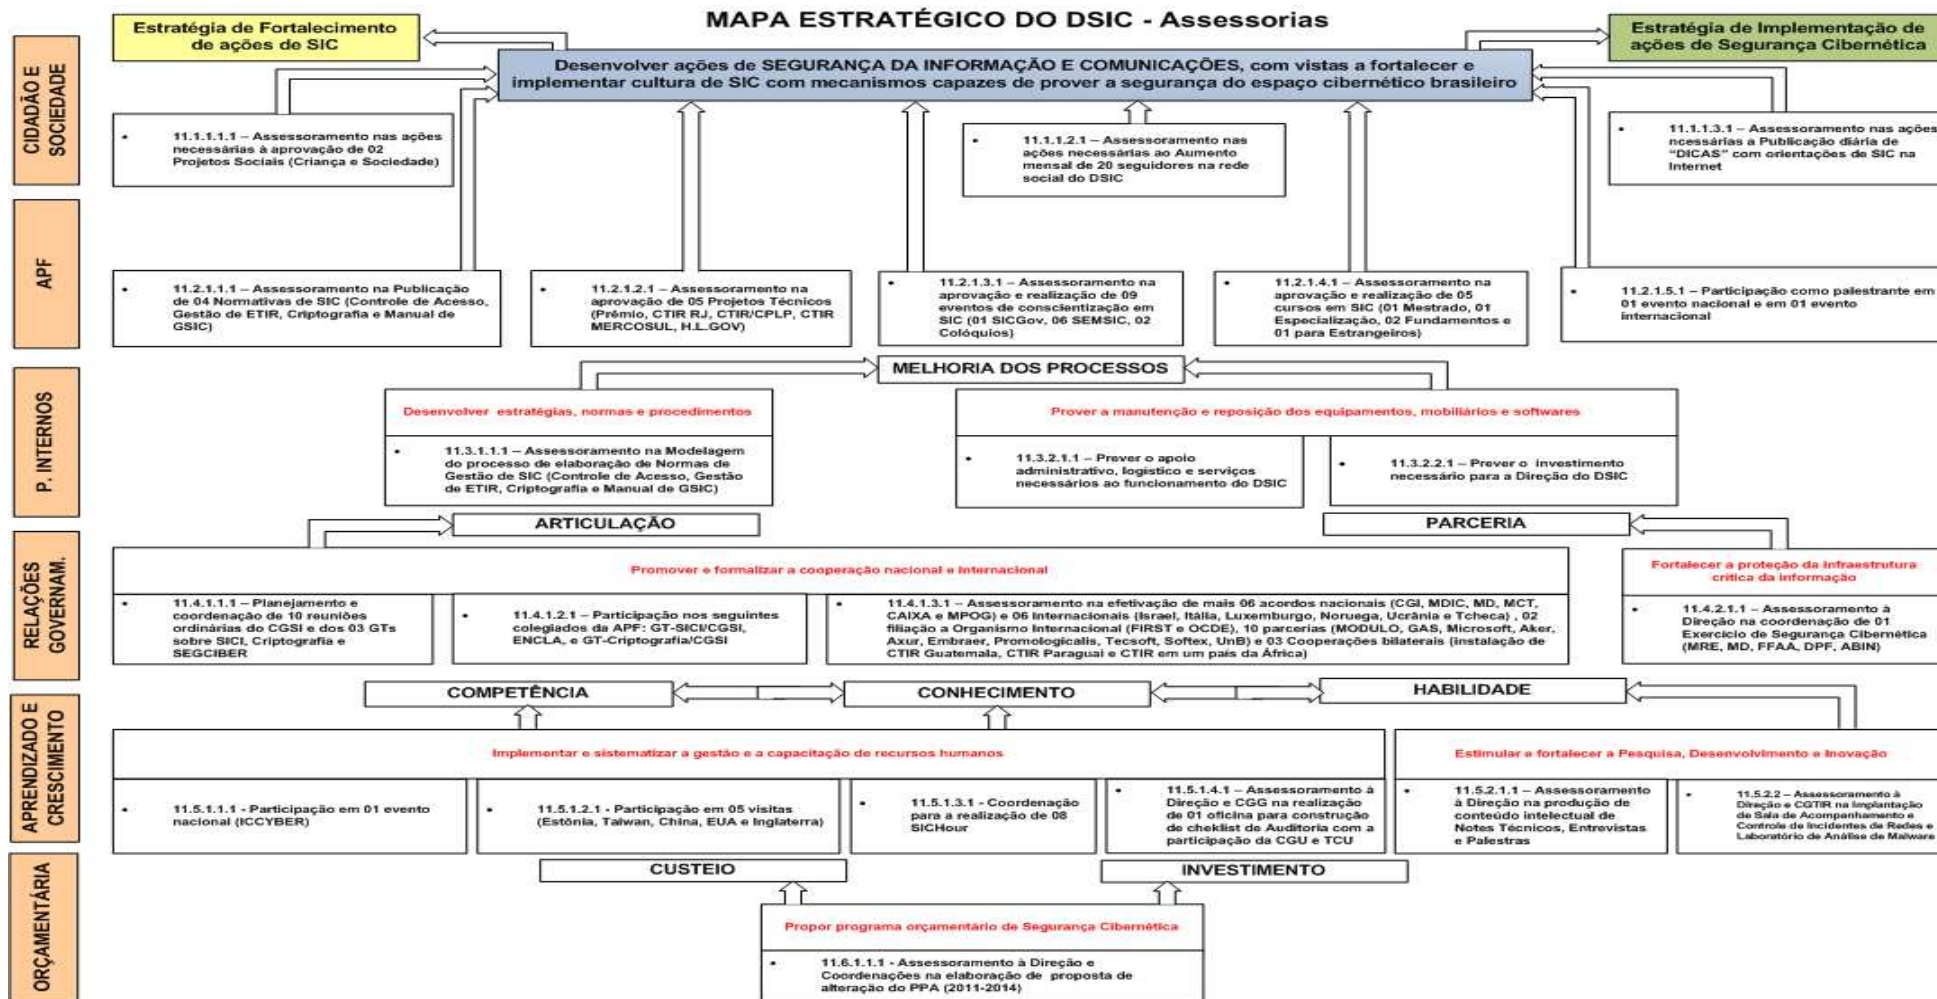 MAPA ESTRATÉGICO DO DSIC - Assessorias
Estratégia de Fortalecimento
de ações de SIC
Estratégia de Implementação de
ações de Segurança Cibernética
Desenvolver ações de SEGURANÇA DA INFORMAÇÃO E COMUNICAÇÕES, com vistas a fortalecer e
implementar cultura de SIC com mecanismos capazes de prover a segurança do espaço cibernético brasileiro
CIDADÃO E
SOCIEDADE
• 11.1.1.1.1 – Assessoramento nas ações
necessárias à aprovação de 02
Projetos Sociais (Criança e Sociedade)
• 11.1.1.2.1 – Assessoramento nas
ações necessárias ao Aumento
mensal de 20 seguidores na rede
social do DSIC
• 11.1.1.3.1 – Assessoramento nas ações
ncessárias a Publicação diária de
“DICAS” com orientações de SIC na
Internet
APF
• 11.2.1.1.1 – Assessoramento na Publicação
de 04 Normativas de SIC (Controle de Acesso,
Gestão de ETIR, Criptografia e Manual de
GSIC)
• 11.2.1.2.1 – Assessoramento na
aprovação de 05 Projetos Técnicos
(Prêmio, CTIR RJ, CTIR/CPLP, CTIR
MERCOSUL, H.L.GOV)
• 11.2.1.3.1 – Assessoramento na
aprovação e realização de 09
eventos de conscientização em
SIC (01 SICGov, 06 SEMSIC, 02
Colóquios)
• 11.2.1.4.1 – Assessoramento na
aprovação e realização de 05
cursos em SIC (01 Mestrado, 01
Especialização, 02 Fundamentos e
01 para Estrangeiros)
• 11.2.1.5.1 – Participação como palestrante em
01 evento nacional e em 01 evento
internacional
P. INTERNOS
MELHORIA DOS PROCESSOS
Desenvolver estratégias, normas e procedimentos
• 11.3.1.1.1 – Assessoramento na Modelagem
do processo de elaboração de Normas de
Gestão de SIC (Controle de Acesso, Gestão
de ETIR, Criptografia e Manual de GSIC)
Prover a manutenção e reposição dos equipamentos, mobiliários e softwares
• 11.3.2.1.1 – Prever o apoio
administrativo, logístico e serviços
necessários ao funcionamento do DSIC
• 11.3.2.2.1 – Prever o investimento
necessário para a Direção do DSIC
RELAÇÕES
GOVERNAM.
ARTICULAÇÃO
PARCERIA
Promover e formalizar a cooperação nacional e internacional
• 11.4.1.1.1 – Planejamento e
coordenação de 10 reuniões
ordinárias do CGSI e dos 03 GTs
sobre SICI, Criptografia e
SEGCIBER
• 11.4.1.2.1 – Participação nos seguintes
colegiados da APF: GT-SICI/CGSI,
ENCLA, e GT-Criptografia/CGSI
• 11.4.1.3.1 – Assessoramento na efetivação de mais 06 acordos nacionais (CGI, MDIC, MD, MCT,
CAIXA e MPOG) e 06 Internacionais (Israel, Itália, Luxemburgo, Noruega, Ucrânia e Tcheca) , 02
filiação a Organismo Internacional (FIRST e OCDE), 10 parcerias (MODULO, GAS, Microsoft, Aker,
Axur, Embraer, Promologicalis, Tecsoft, Softex, UnB) e 03 Cooperações bilaterais (instalação de
CTIR Guatemala, CTIR Paraguai e CTIR em um país da África)
Fortalecer a proteção da infraestrutura
crítica da informação
• 11.4.2.1.1 – Assessoramento à
Direção na coordenação de 01
Exercício de Segurança Cibernética
(MRE, MD, FFAA, DPF, ABIN)
APRENDIZADO E
CRESCIMENTO
COMPETÊNCIA
CONHECIMENTO
HABILIDADE
Implementar e sistematizar a gestão e a capacitação de recursos humanos
• 11.5.1.1.1 - Participação em 01 evento
nacional (ICCYBER)
• 11.5.1.2.1 - Participação em 05 visitas
(Estônia, Taiwan, China, EUA e Inglaterra)
• 11.5.1.3.1 - Coordenação
para a realização de 08
SICHour
• 11.5.1.4.1 – Assessoramento à
Direção e CGG na realização
de 01 oficina para construção
de cheklist de Auditoria com a
participação da CGU e TCU
Estimular e fortalecer a Pesquisa, Desenvolvimento e Inovação
• 11.5.2.1.1 – Assessoramento
à Direção na produção de
conteúdo intelectual de
Notes Técnicos, Entrevistas
e Palestras
• 11.5.2.2 – Assessoramento à
Direção e CGTIR na Implantação
de Sala de Acompanhamento e
Controle de Incidentes de Redes e
Laboratório de Análise de Malware
ORÇAMENTÁRIA
CUSTEIO
INVESTIMENTO
Propor programa orçamentário de Segurança Cibernética
• 11.6.1.1.1 - Assessoramento à Direção e
Coordenações na elaboração de proposta de
alteração do PPA (2011-2014)